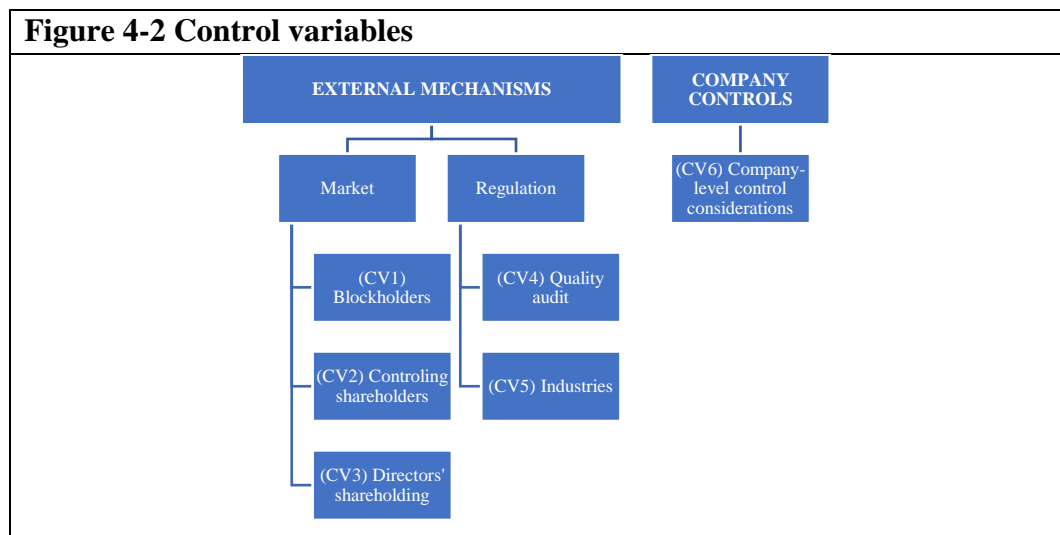 Figure 4-2 Control variables
EXTERNAL MECHANISMS
COMPANY
CONTROLS
Market
Regulation
(CV6) Company-
level control
considerations
(CV1)
Blockholders
(CV4) Quality
audit
(CV2) Controling
shareholders
(CV5) Industries
(CV3) Directors'
shareholding